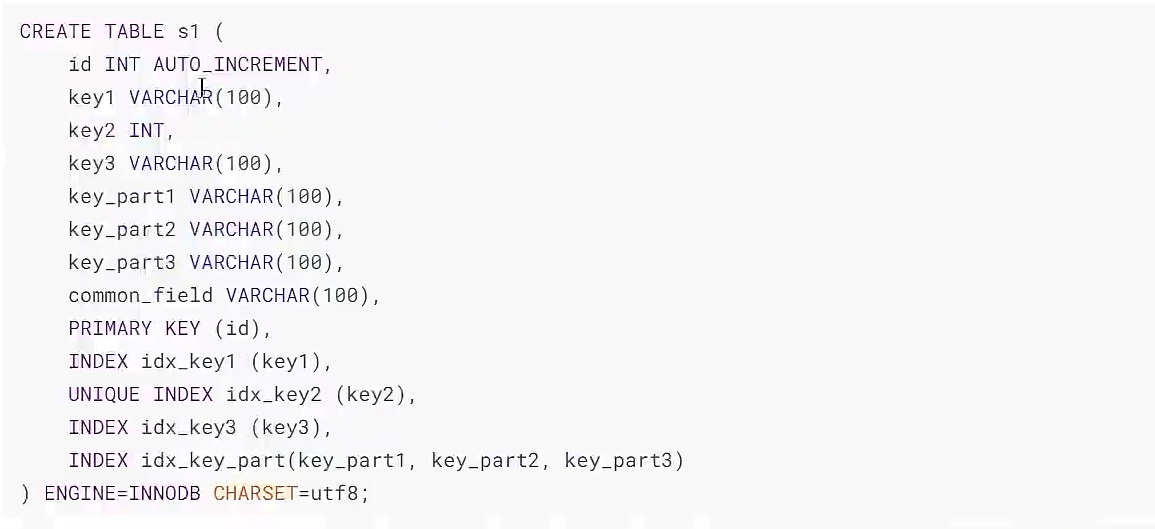 CREATE TABLE s1 (
    id INT AUTO_INCREMENT,
    key1 VARCHAR(100),
    key2 INT,
    key3 VARCHAR(100),
    key_part1 VARCHAR(100),
    key_part2 VARCHAR(100),
    key_part3 VARCHAR(100),
    common_field VARCHAR(100),
    PRIMARY KEY (id),
    INDEX idx_key1 (key1),
    UNIQUE INDEX idx_key2 (key2),
    INDEX idx_key3 (key3),
    INDEX idx_key_part(key_part1, key_part2, key_part3)
) ENGINE=INNODB CHARSET=utf8;